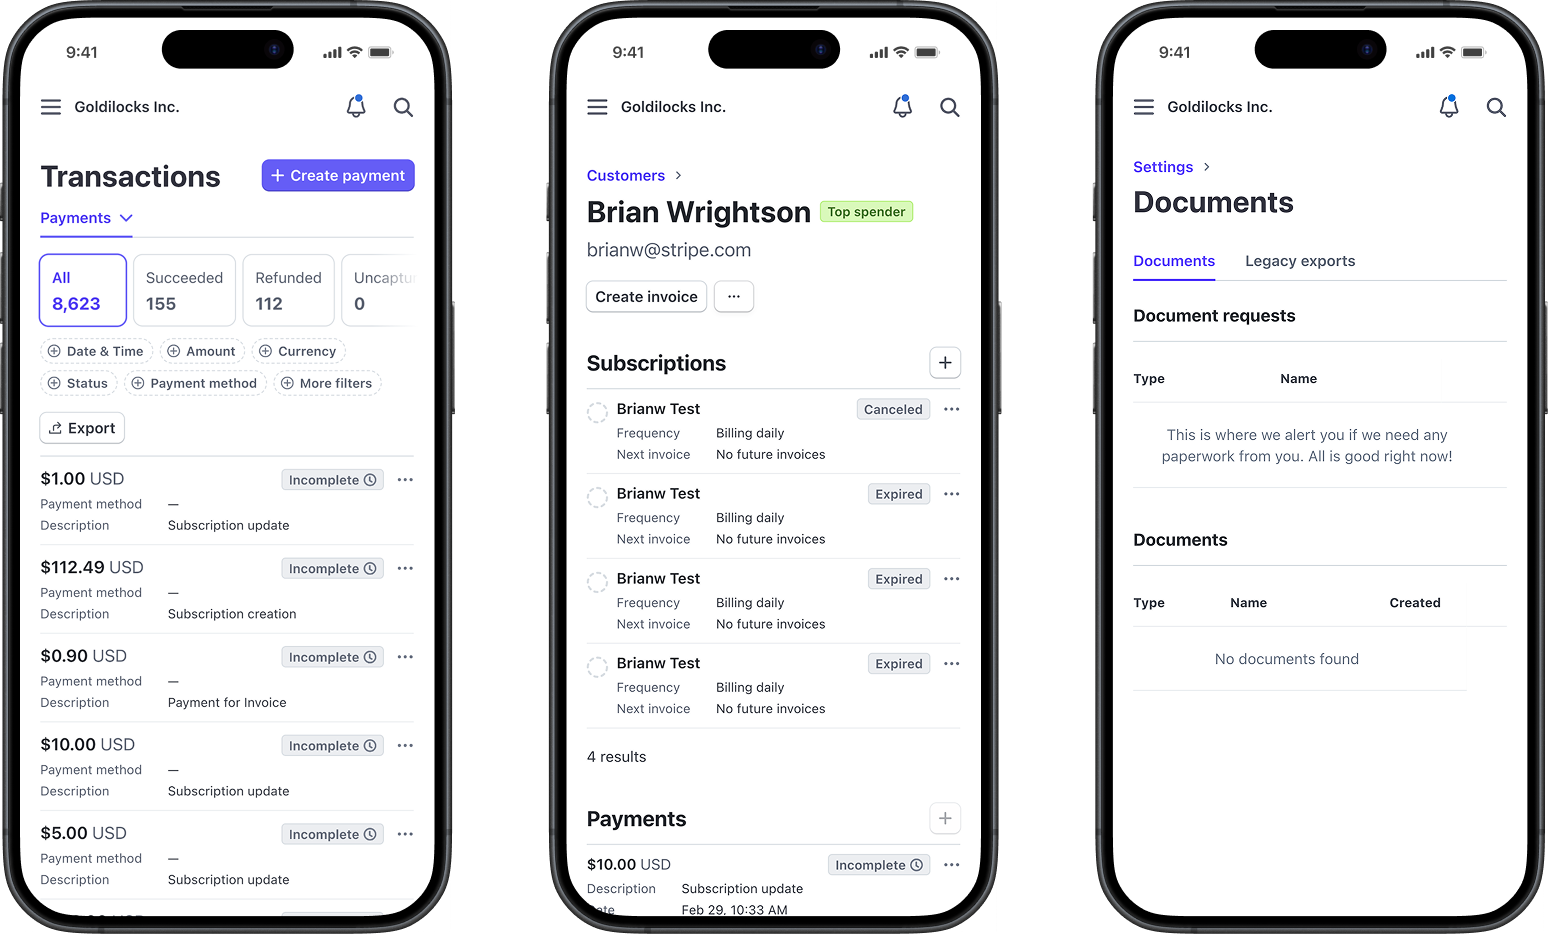 9:41
Goldilocks Inc.
Transactions
Create payment
Payments
All
8,623
Succeeded
155
Refunded
112
Uncaptu
0
Date & Time
Amount
Currency
Status
Payment method
More filters
Export
$1.00 USD
Incomplete
Payment method —
Description Subscription update
$112.49 USD
Incomplete
Payment method —
Description Subscription creation
$0.90 USD
Incomplete
Payment method —
Description Payment for Invoice
$10.00 USD
Incomplete
Payment method —
Description Subscription update
$5.00 USD
Incomplete
Payment method —
Description Subscription update
9:41
Goldilocks Inc.
Customers
Brian Wrightson
Top spender
brianw@stripe.com
Create invoice
Subscriptions
Brianw Test
Canceled
Frequency Billing daily
Next invoice No future invoices
Brianw Test
Expired
Frequency Billing daily
Next invoice No future invoices
Brianw Test
Expired
Frequency Billing daily
Next invoice No future invoices
Brianw Test
Expired
Frequency Billing daily
Next invoice No future invoices
4 results
Payments
$10.00 USD
Incomplete
Description Subscription update
Date Feb 29, 10:33 AM
9:41
Goldilocks Inc.
Settings
Documents
Documents
Legacy exports
Document requests
Type Name
This is where we alert you if we need any
paperwork from you. All is good right now!
Documents
Type Name Created
No documents found